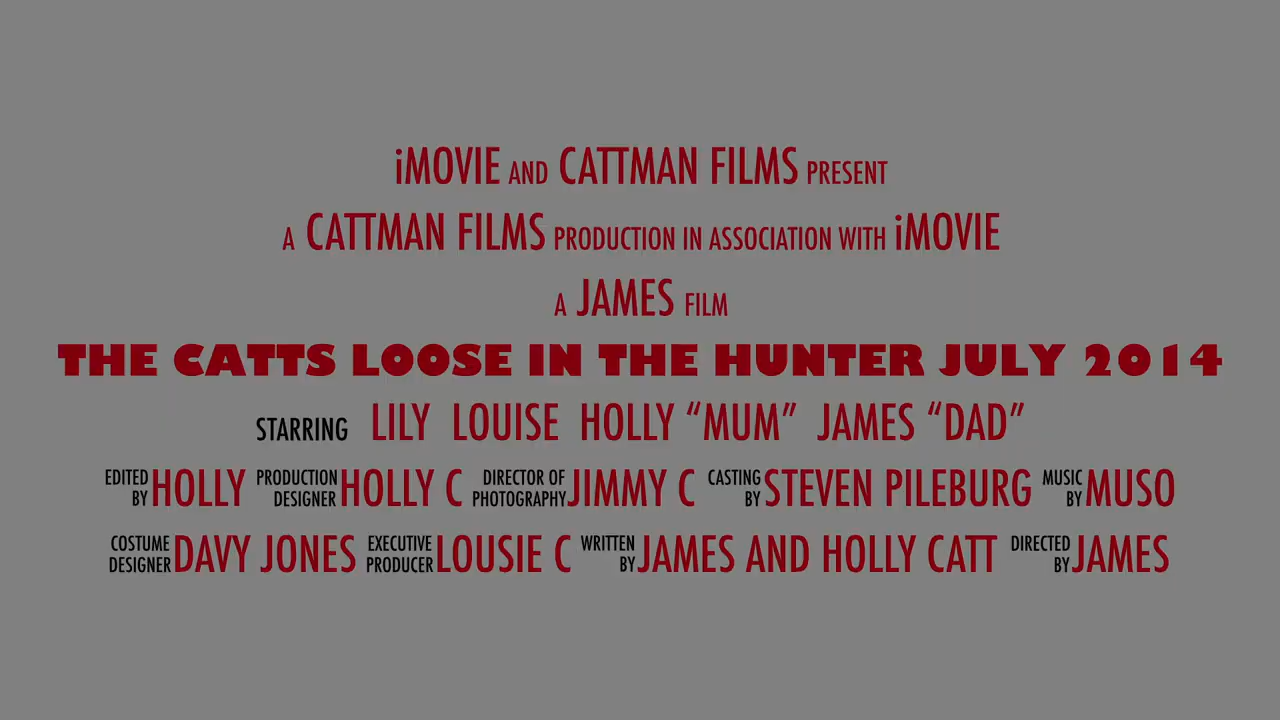 iMOVIE AND CATTMAN FILMS PRESENT
A CATTMAN FILMS PRODUCTION IN ASSOCIATION WITH iMOVIE
A JAMES FILM
THE CATTS LOOSE IN THE HUNTER JULY 2014
STARRING LILY LOUISE HOLLY “MUM” JAMES “DAD”
EDITED BY HOLLY PRODUCTION DESIGNER HOLLY C DIRECTOR OF PHOTOGRAPHY JIMMY C CASTING BY STEVEN PILEBURG MUSIC BY MUSO
COSTUME DESIGNER DAVY JONES EXECUTIVE PRODUCER LOUSIE C WRITTEN BY JAMES AND HOLLY CATT DIRECTED BY JAMES